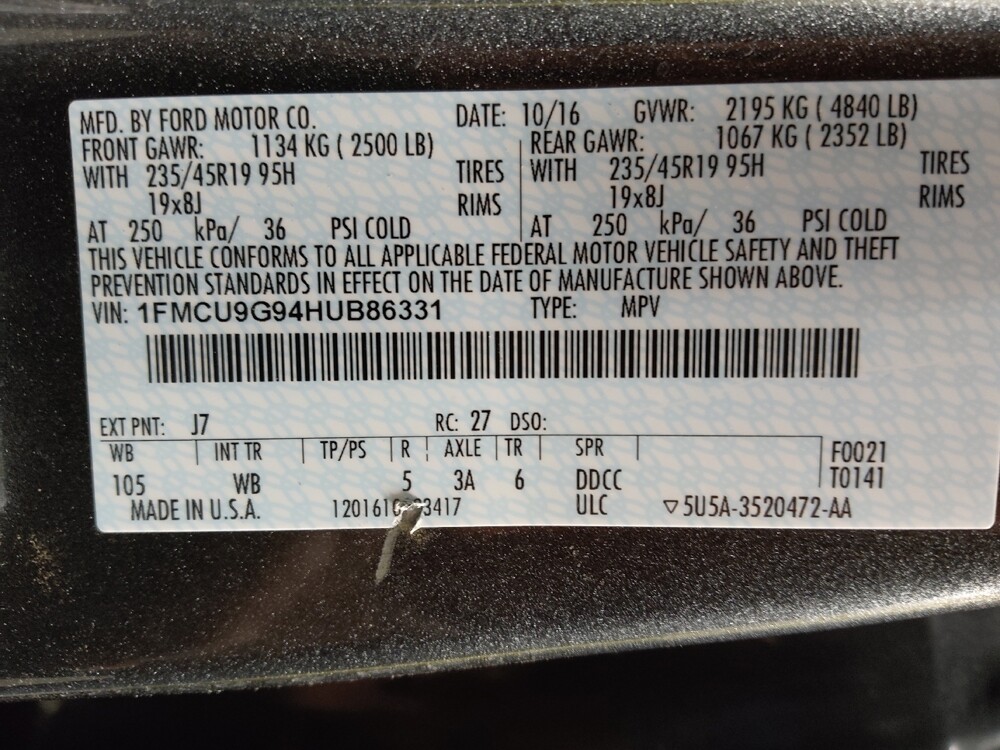 MFD. BY FORD MOTOR CO. DATE: 10/16 GVWR: 2195 KG ( 4840 LB)
FRONT GAWR: 1134 KG ( 2500 LB) REAR GAWR: 1067 KG ( 2352 LB)
WITH 235/45R19 95H TIRES WITH 235/45R19 95H TIRES
19x8J RIMS 19x8J RIMS
AT 250 kPa/ 36 PSI COLD AT 250 kPa/ 36 PSI COLD
THIS VEHICLE CONFORMS TO ALL APPLICABLE FEDERAL MOTOR VEHICLE SAFETY AND THEFT
PREVENTION STANDARDS IN EFFECT ON THE DATE OF MANUFACTURE SHOWN ABOVE.
VIN: 1FMCU9G94HUB86331 TYPE: MPV
EXT PNT: J7 RC: 27 DSO:
WB INT TR TP/PS R AXLE TR SPR F0021
105 WB 5 3A 6 DDCC T0141
MADE IN U.S.A. ULC ▽5U5A-3520472-AA